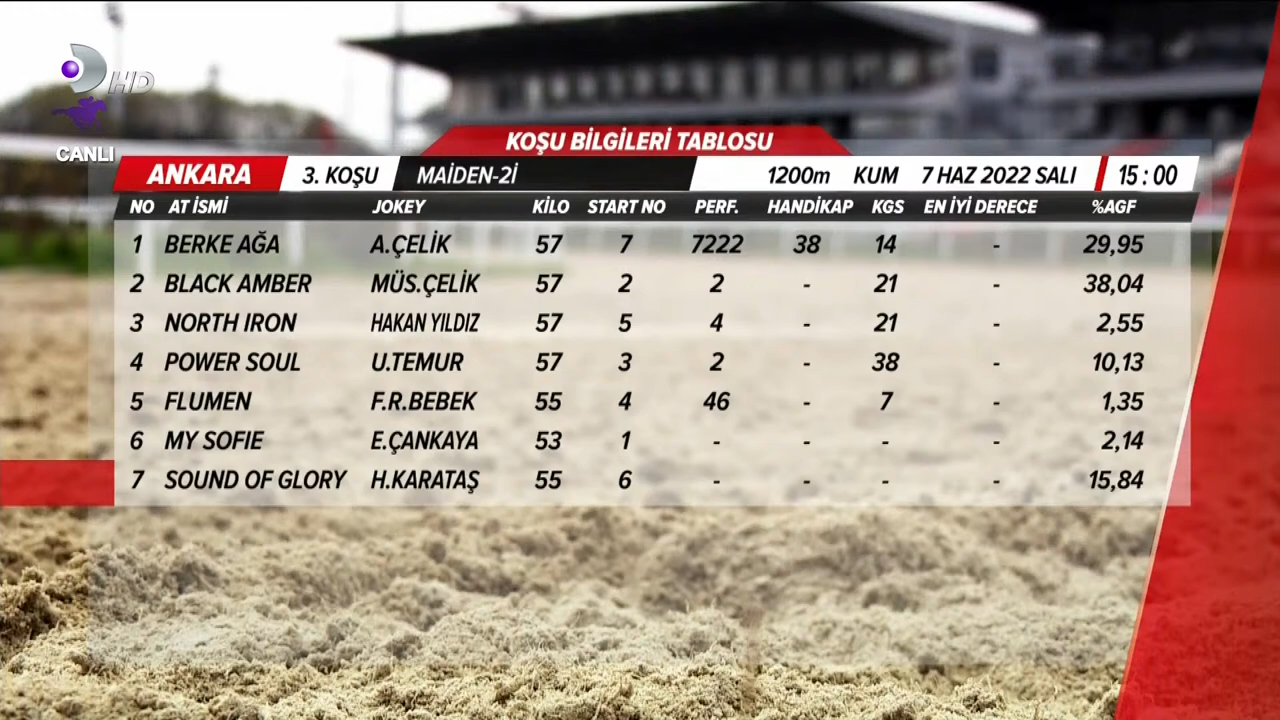 D HD
CANLI
KOŞU BİLGİLERİ TABLOSU
ANKARA 3. KOŞU MAİDEN-2İ 1200m KUM 7 HAZ 2022 SALI 15:00
NO AT İSMİ JOKEY KİLO START NO PERF. HANDİKAP KGS EN İYİ DERECE %AGF
1 BERKE AĞA A.ÇELİK 57 7 7222 38 14 - 29,95
2 BLACK AMBER MÜS.ÇELİK 57 2 2 - 21 - 38,04
3 NORTH IRON HAKAN YILDIZ 57 5 4 - 21 - 2,55
4 POWER SOUL U.TEMUR 57 3 2 - 38 - 10,13
5 FLUMEN F.R.BEBEK 55 4 46 - 7 - 1,35
6 MY SOFIE E.ÇANKAYA 53 1 - - - - 2,14
7 SOUND OF GLORY H.KARATAŞ 55 6 - - - - 15,84